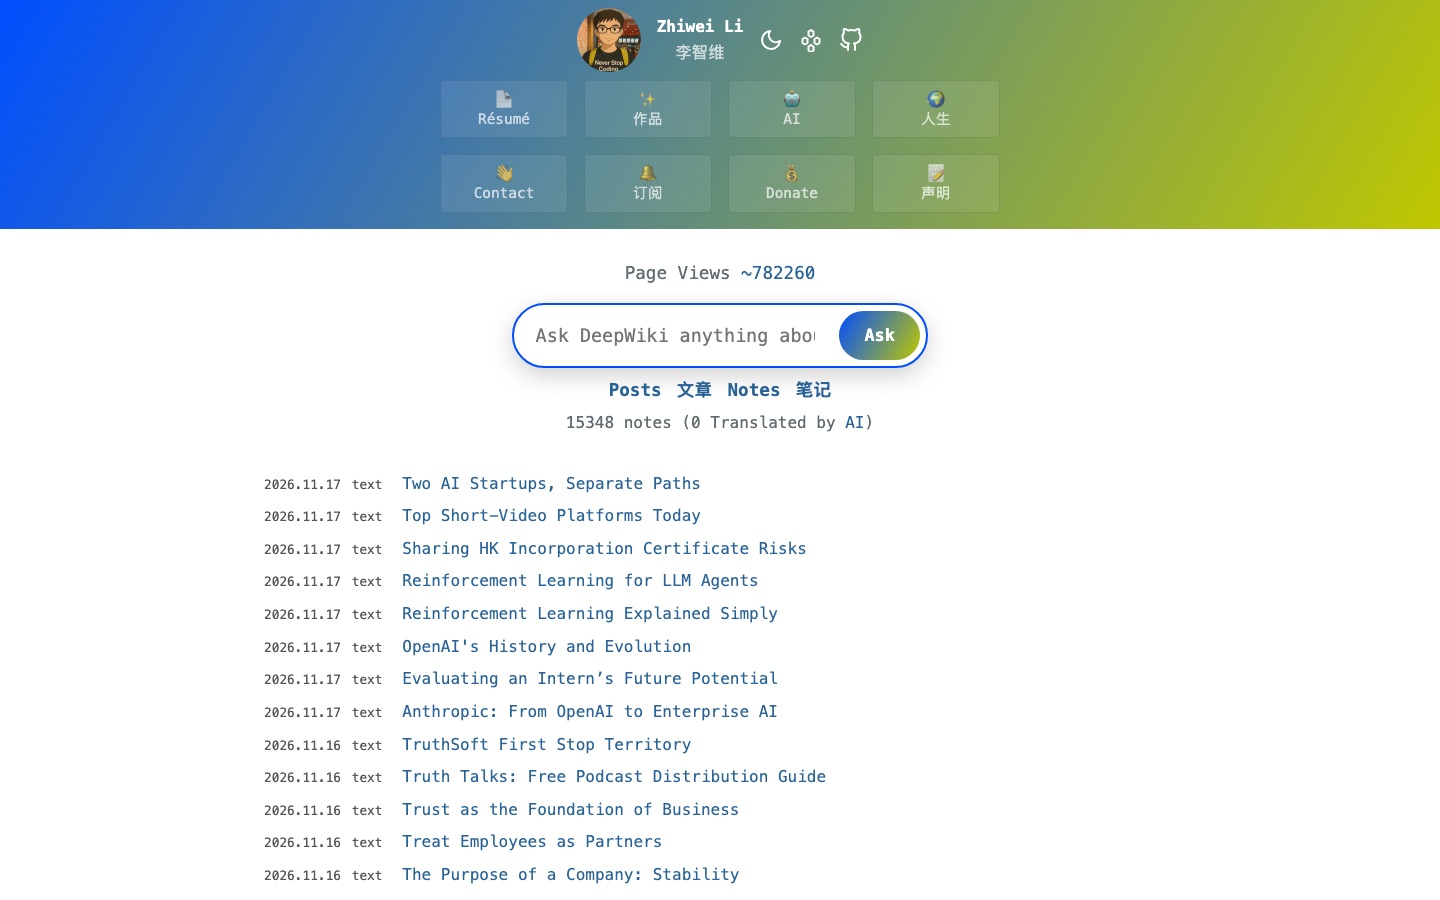 Never Stop
Coding
Zhiwei Li
李智维
Résumé
作品
AI
人生
Contact
订阅
Donate
声明
Page Views ~782260
Ask DeepWiki anything abou
Ask
Posts 文章 Notes 笔记
15348 notes (0 Translated by AI)
2026.11.17 text Two AI Startups, Separate Paths
2026.11.17 text Top Short-Video Platforms Today
2026.11.17 text Sharing HK Incorporation Certificate Risks
2026.11.17 text Reinforcement Learning for LLM Agents
2026.11.17 text Reinforcement Learning Explained Simply
2026.11.17 text OpenAI's History and Evolution
2026.11.17 text Evaluating an Intern’s Future Potential
2026.11.17 text Anthropic: From OpenAI to Enterprise AI
2026.11.16 text TruthSoft First Stop Territory
2026.11.16 text Truth Talks: Free Podcast Distribution Guide
2026.11.16 text Trust as the Foundation of Business
2026.11.16 text Treat Employees as Partners
2026.11.16 text The Purpose of a Company: Stability